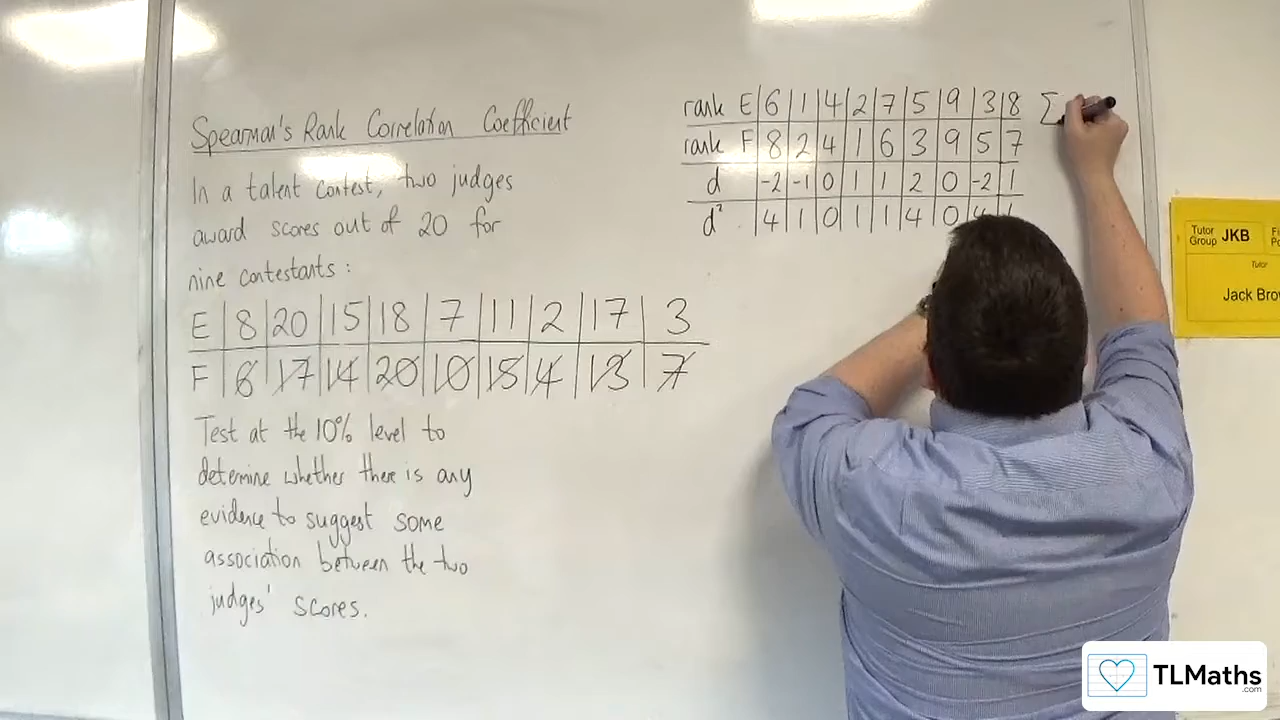 Spearman's Rank Correlation Coefficient
In a talent contest, two judges
award scores out of 20 for
nine contestants:
E 8 20 15 18 7 11 2 17 3
F 6 17 14 20 10 15 4 13 7
Test at the 10% level to
determine whether there is any
evidence to suggest some
association between the two
judges' scores.
rank E 6 1 4 2 7 5 9 3 8 Σ
rank F 8 2 4 1 6 3 9 5 7
d -2 -1 0 1 1 2 0 -2 1
d² 4 1 0 1 1 4 0 4 1
Tutor
Group JKB
Tutor
TLMaths
.com